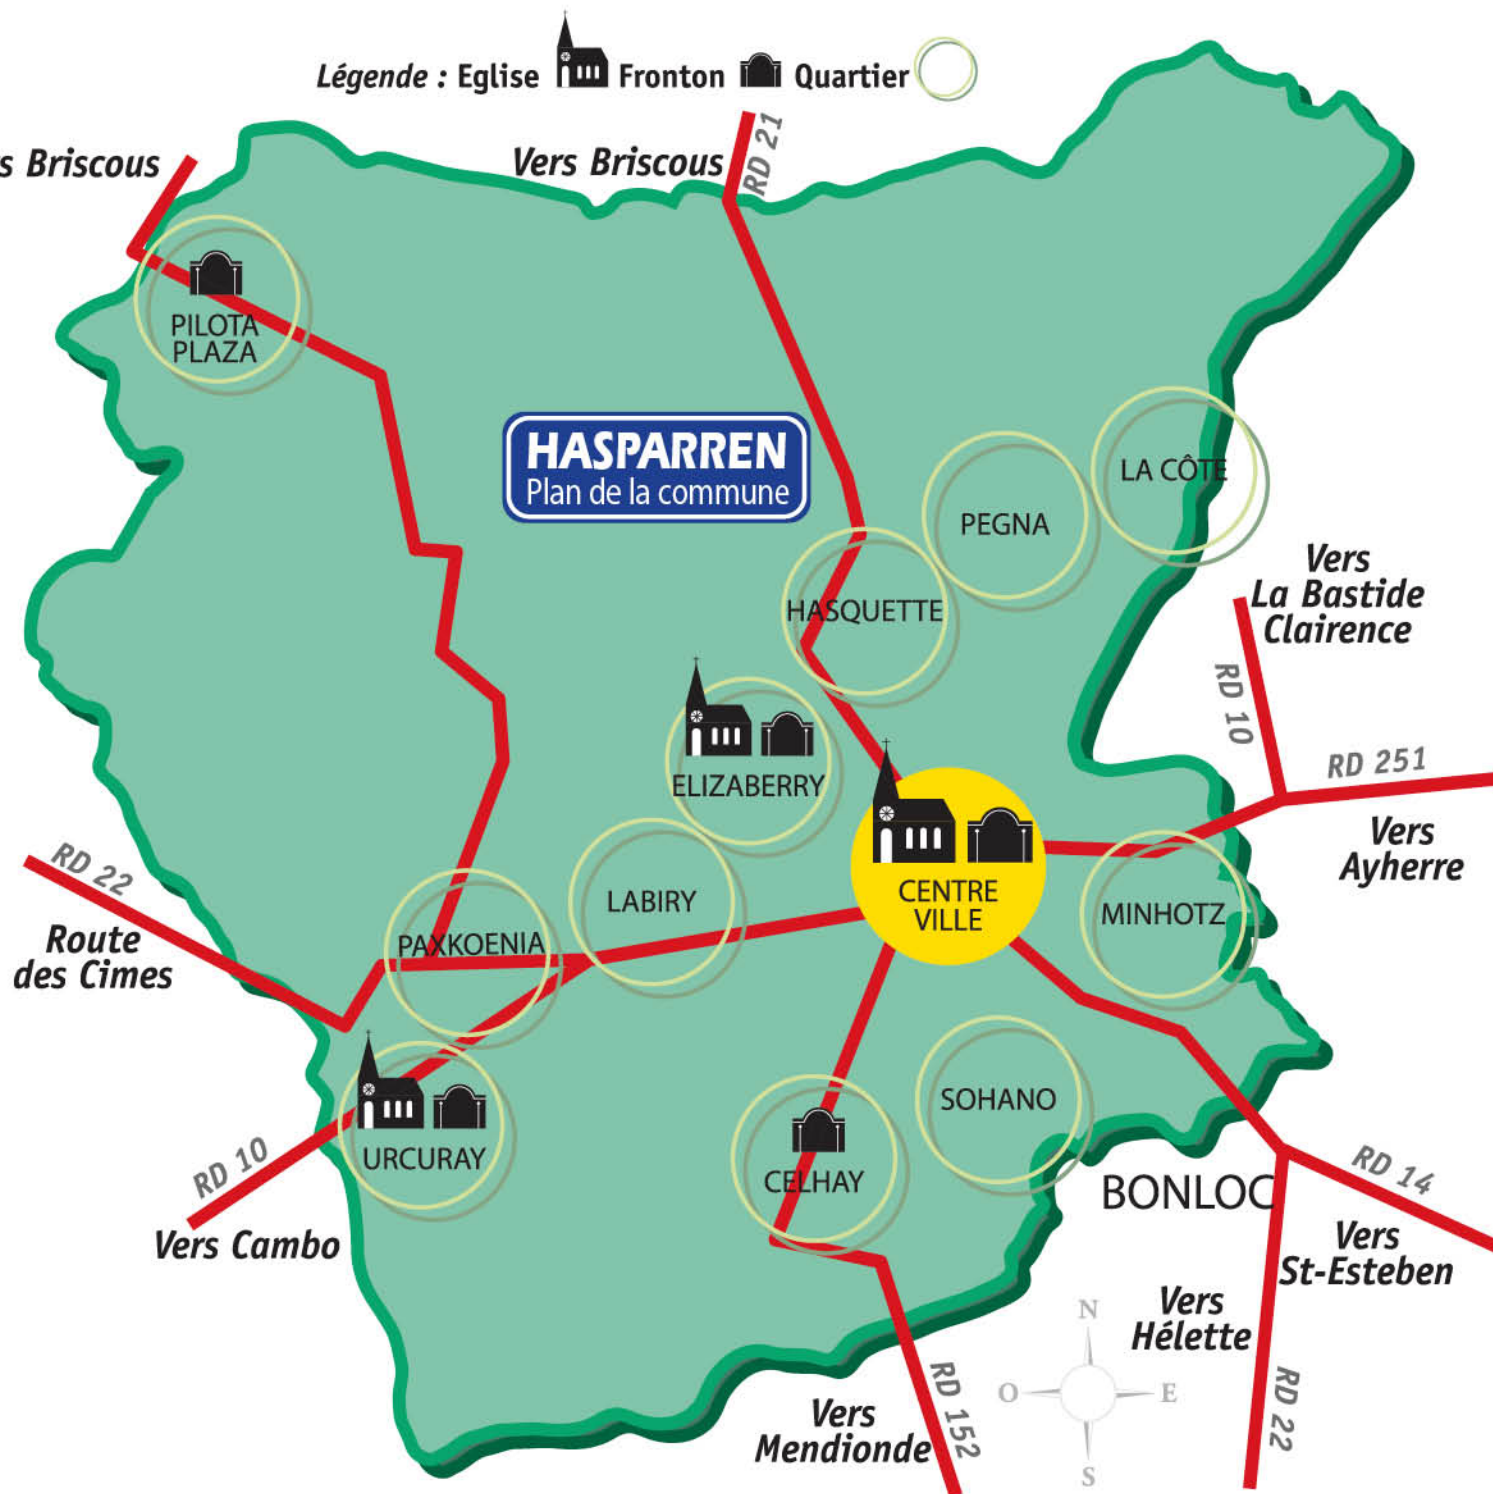 Légende : Eglise Fronton Quartier
s Briscous
Vers Briscous
RD 21
PILOTA
PLAZA
HASPARREN
Plan de la commune
LA CÔTE
PEGNA
HASQUETTE
Vers
La Bastide
Clairence
RD 10
RD 251
Vers
Ayherre
ELIZABERRY
CENTRE
VILLE
LABIRY
MINHOTZ
RD 22
Route
des Cimes
PAXKOENIA
URCURAY
RD 10
Vers Cambo
CELHAY
SOHANO
BONLOC
RD 14
Vers
St-Esteben
Vers
Hélette
RD 22
Vers
Mendionde
RD 152
N
O
E
S